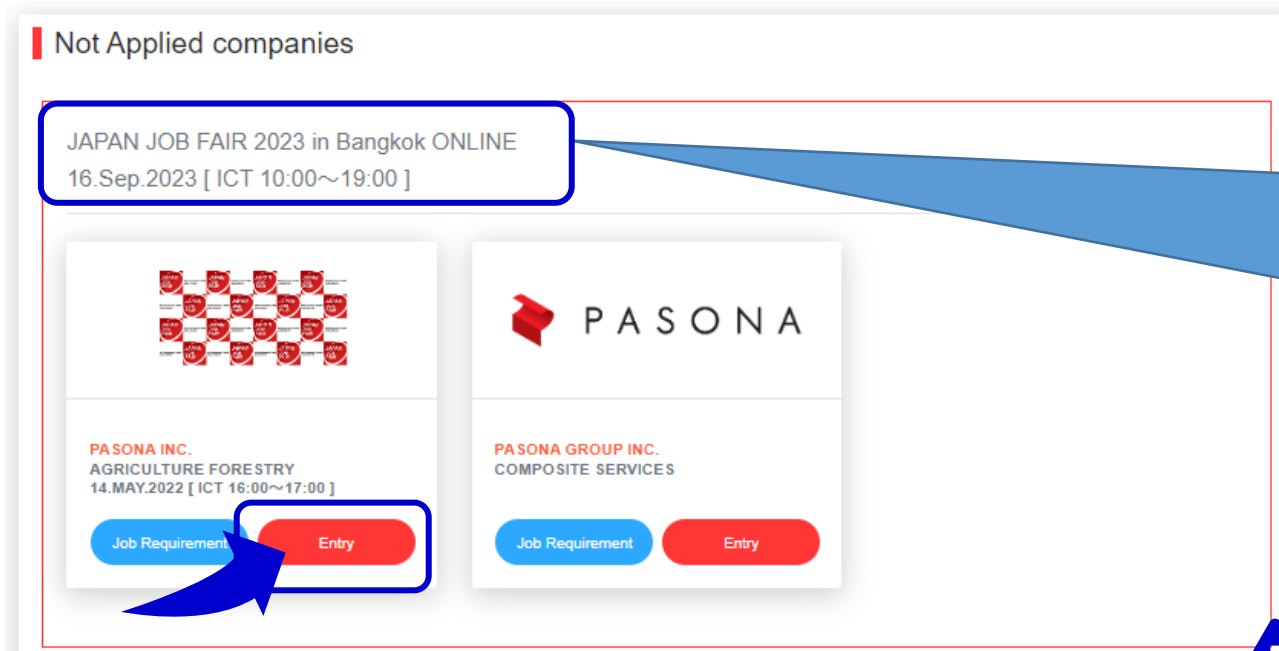 Not Applied companies
JAPAN JOB FAIR 2023 in Bangkok ONLINE
16.Sep.2023 [ ICT 10:00～19:00 ]
PASONA
PASONA INC.
AGRICULTURE FORESTRY
14.MAY.2022 [ ICT 16:00～17:00 ]
Job Requirement
Entry
PASONA GROUP INC.
COMPOSITE SERVICES
Job Requirement
Entry